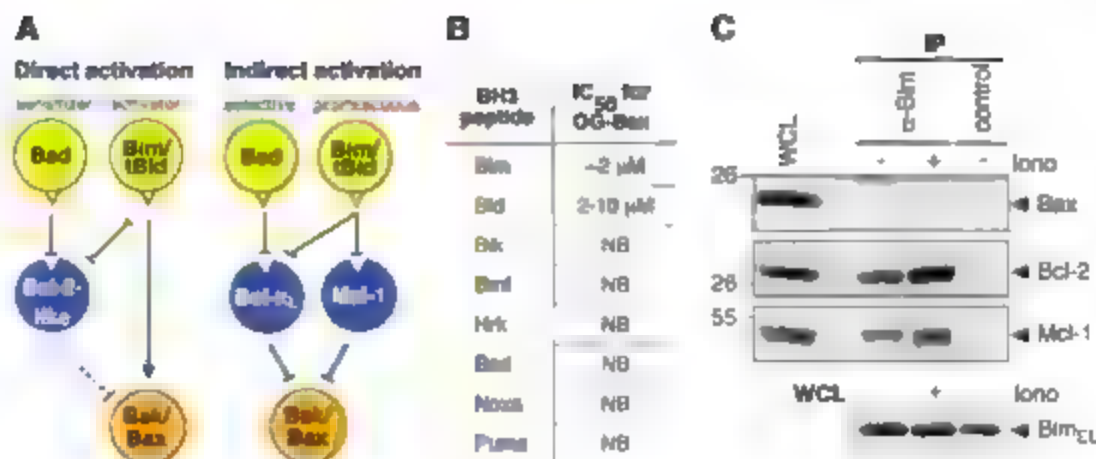 A
Direct activation
Indirect activation
Bad
Bim/
tBid
Bad
Bim/
tBid
Bcl-2-
like
Bcl-xL
Mcl-1
Bak/
Bax
Bak/
Bax
B
BH3
peptide
IC50 for
OG-Bax
Bim
~2 µM
Bid
2-10 µM
Bik
NB
Bmf
NB
Hrk
NB
Bad
NB
Noxa
NB
Puma
NB
C
IP
WCL
α-Bim
control
- + - Iono
26
Bax
Bcl-2
26
55
Mcl-1
WCL + Iono
BimEL